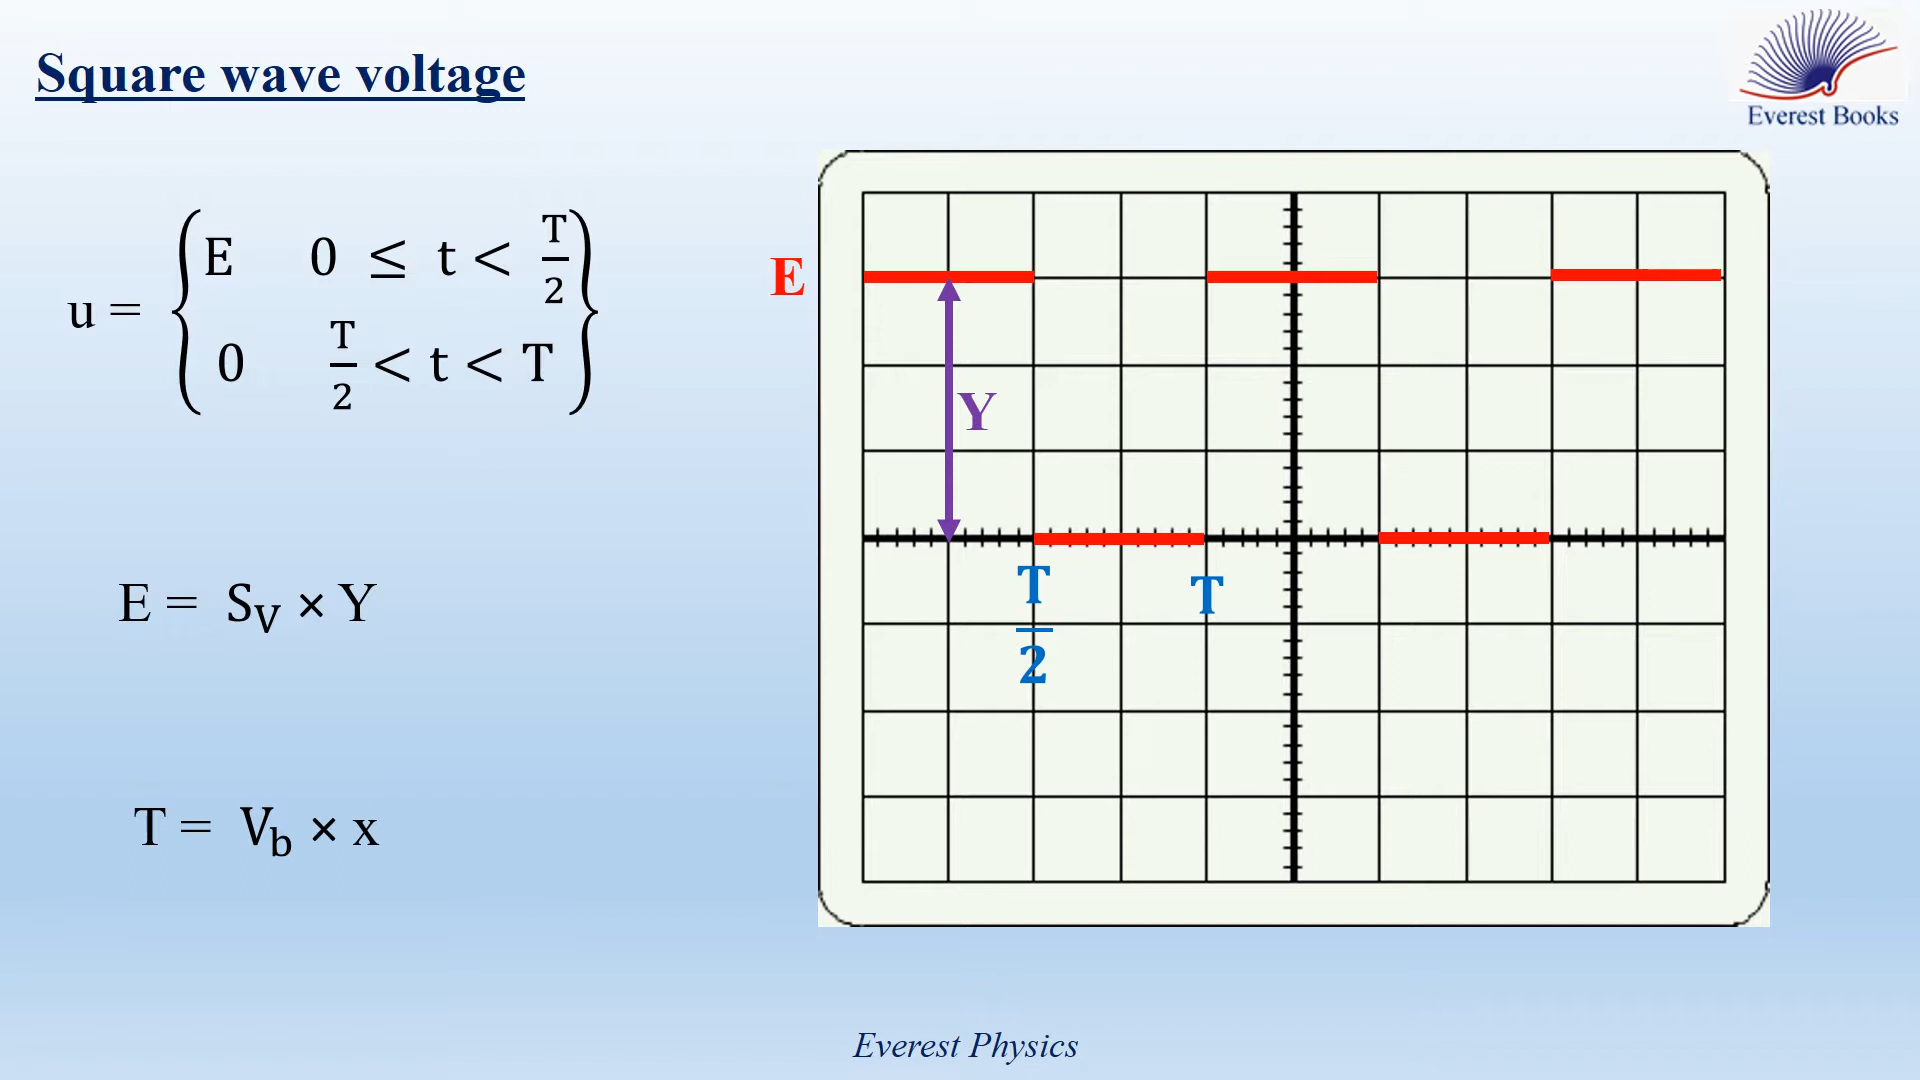 Square wave voltage
Everest Books
u = { E 0 ≤ t < T/2
0 T/2 < t < T }
E
Y
T/2
T
E = S_V × Y
T = V_b × x
Everest Physics